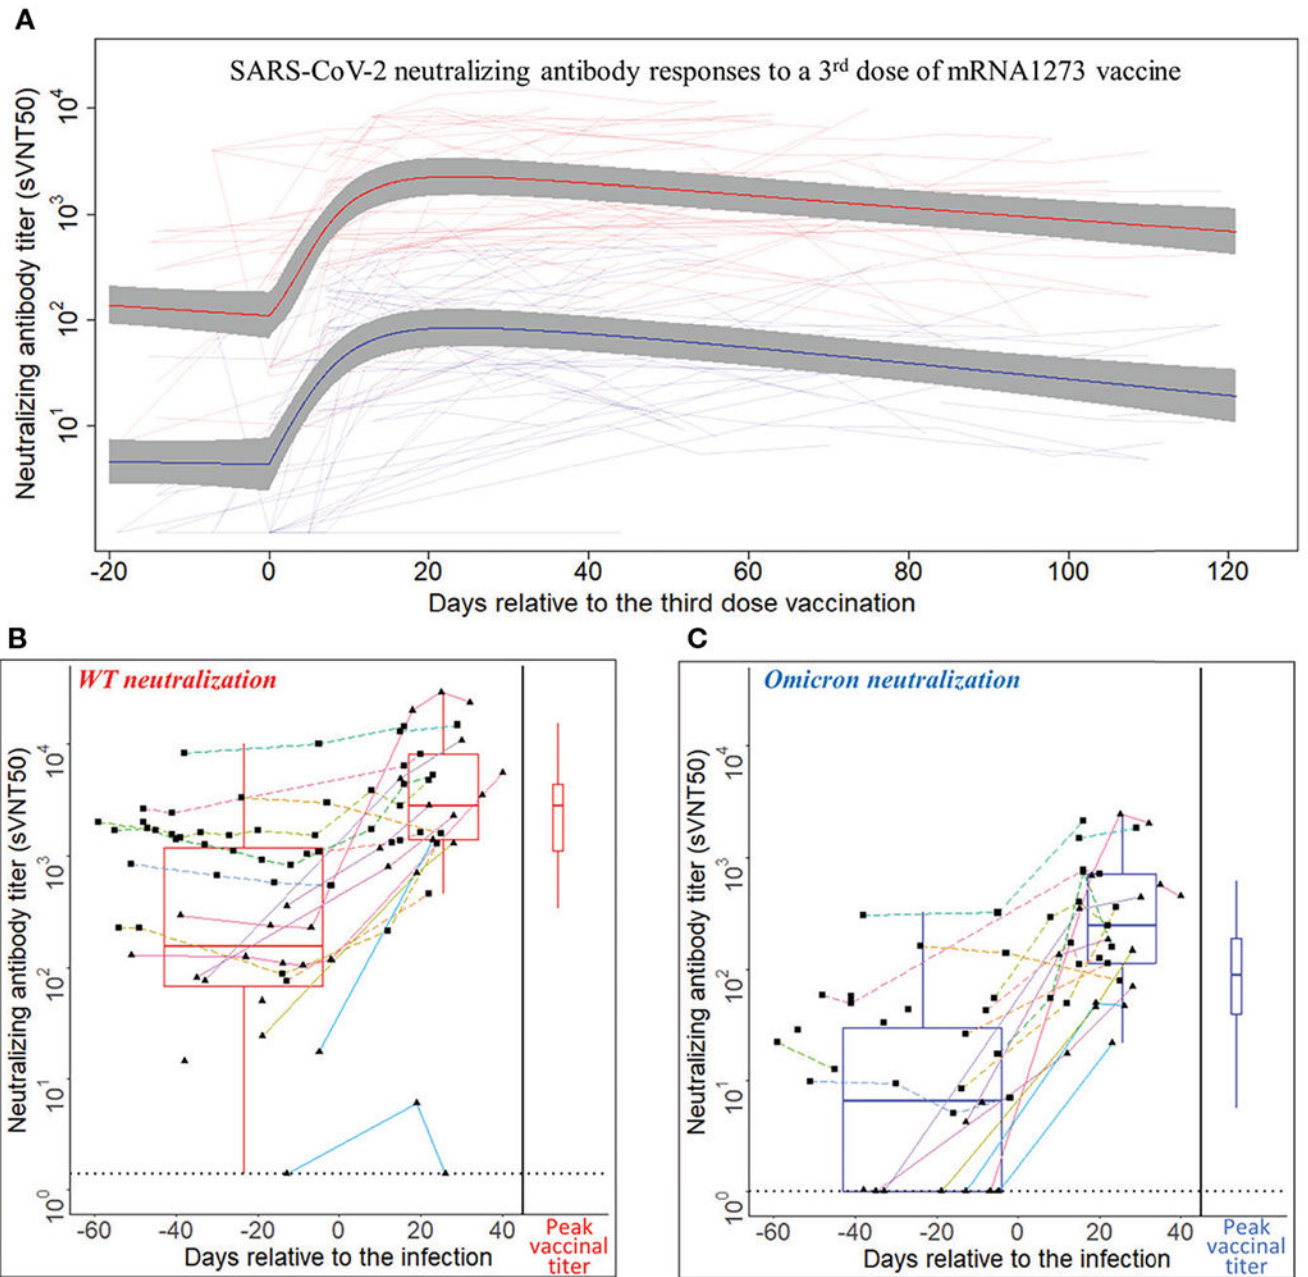 A
SARS-CoV-2 neutralizing antibody responses to a 3rd dose of mRNA1273 vaccine
Neutralizing antibody titer (sVNT50)
10^4
10^3
10^2
10^1
-20 0 20 40 60 80 100 120
Days relative to the third dose vaccination
B
WT neutralization
Neutralizing antibody titer (sVNT50)
10^4
10^3
10^2
10^1
10^0
-60 -40 -20 0 20 40
Days relative to the infection
Peak
vaccinal
titer
C
Omicron neutralization
Neutralizing antibody titer (sVNT50)
10^4
10^3
10^2
10^1
10^0
-60 -40 -20 0 20 40
Days relative to the infection
Peak
vaccinal
titer